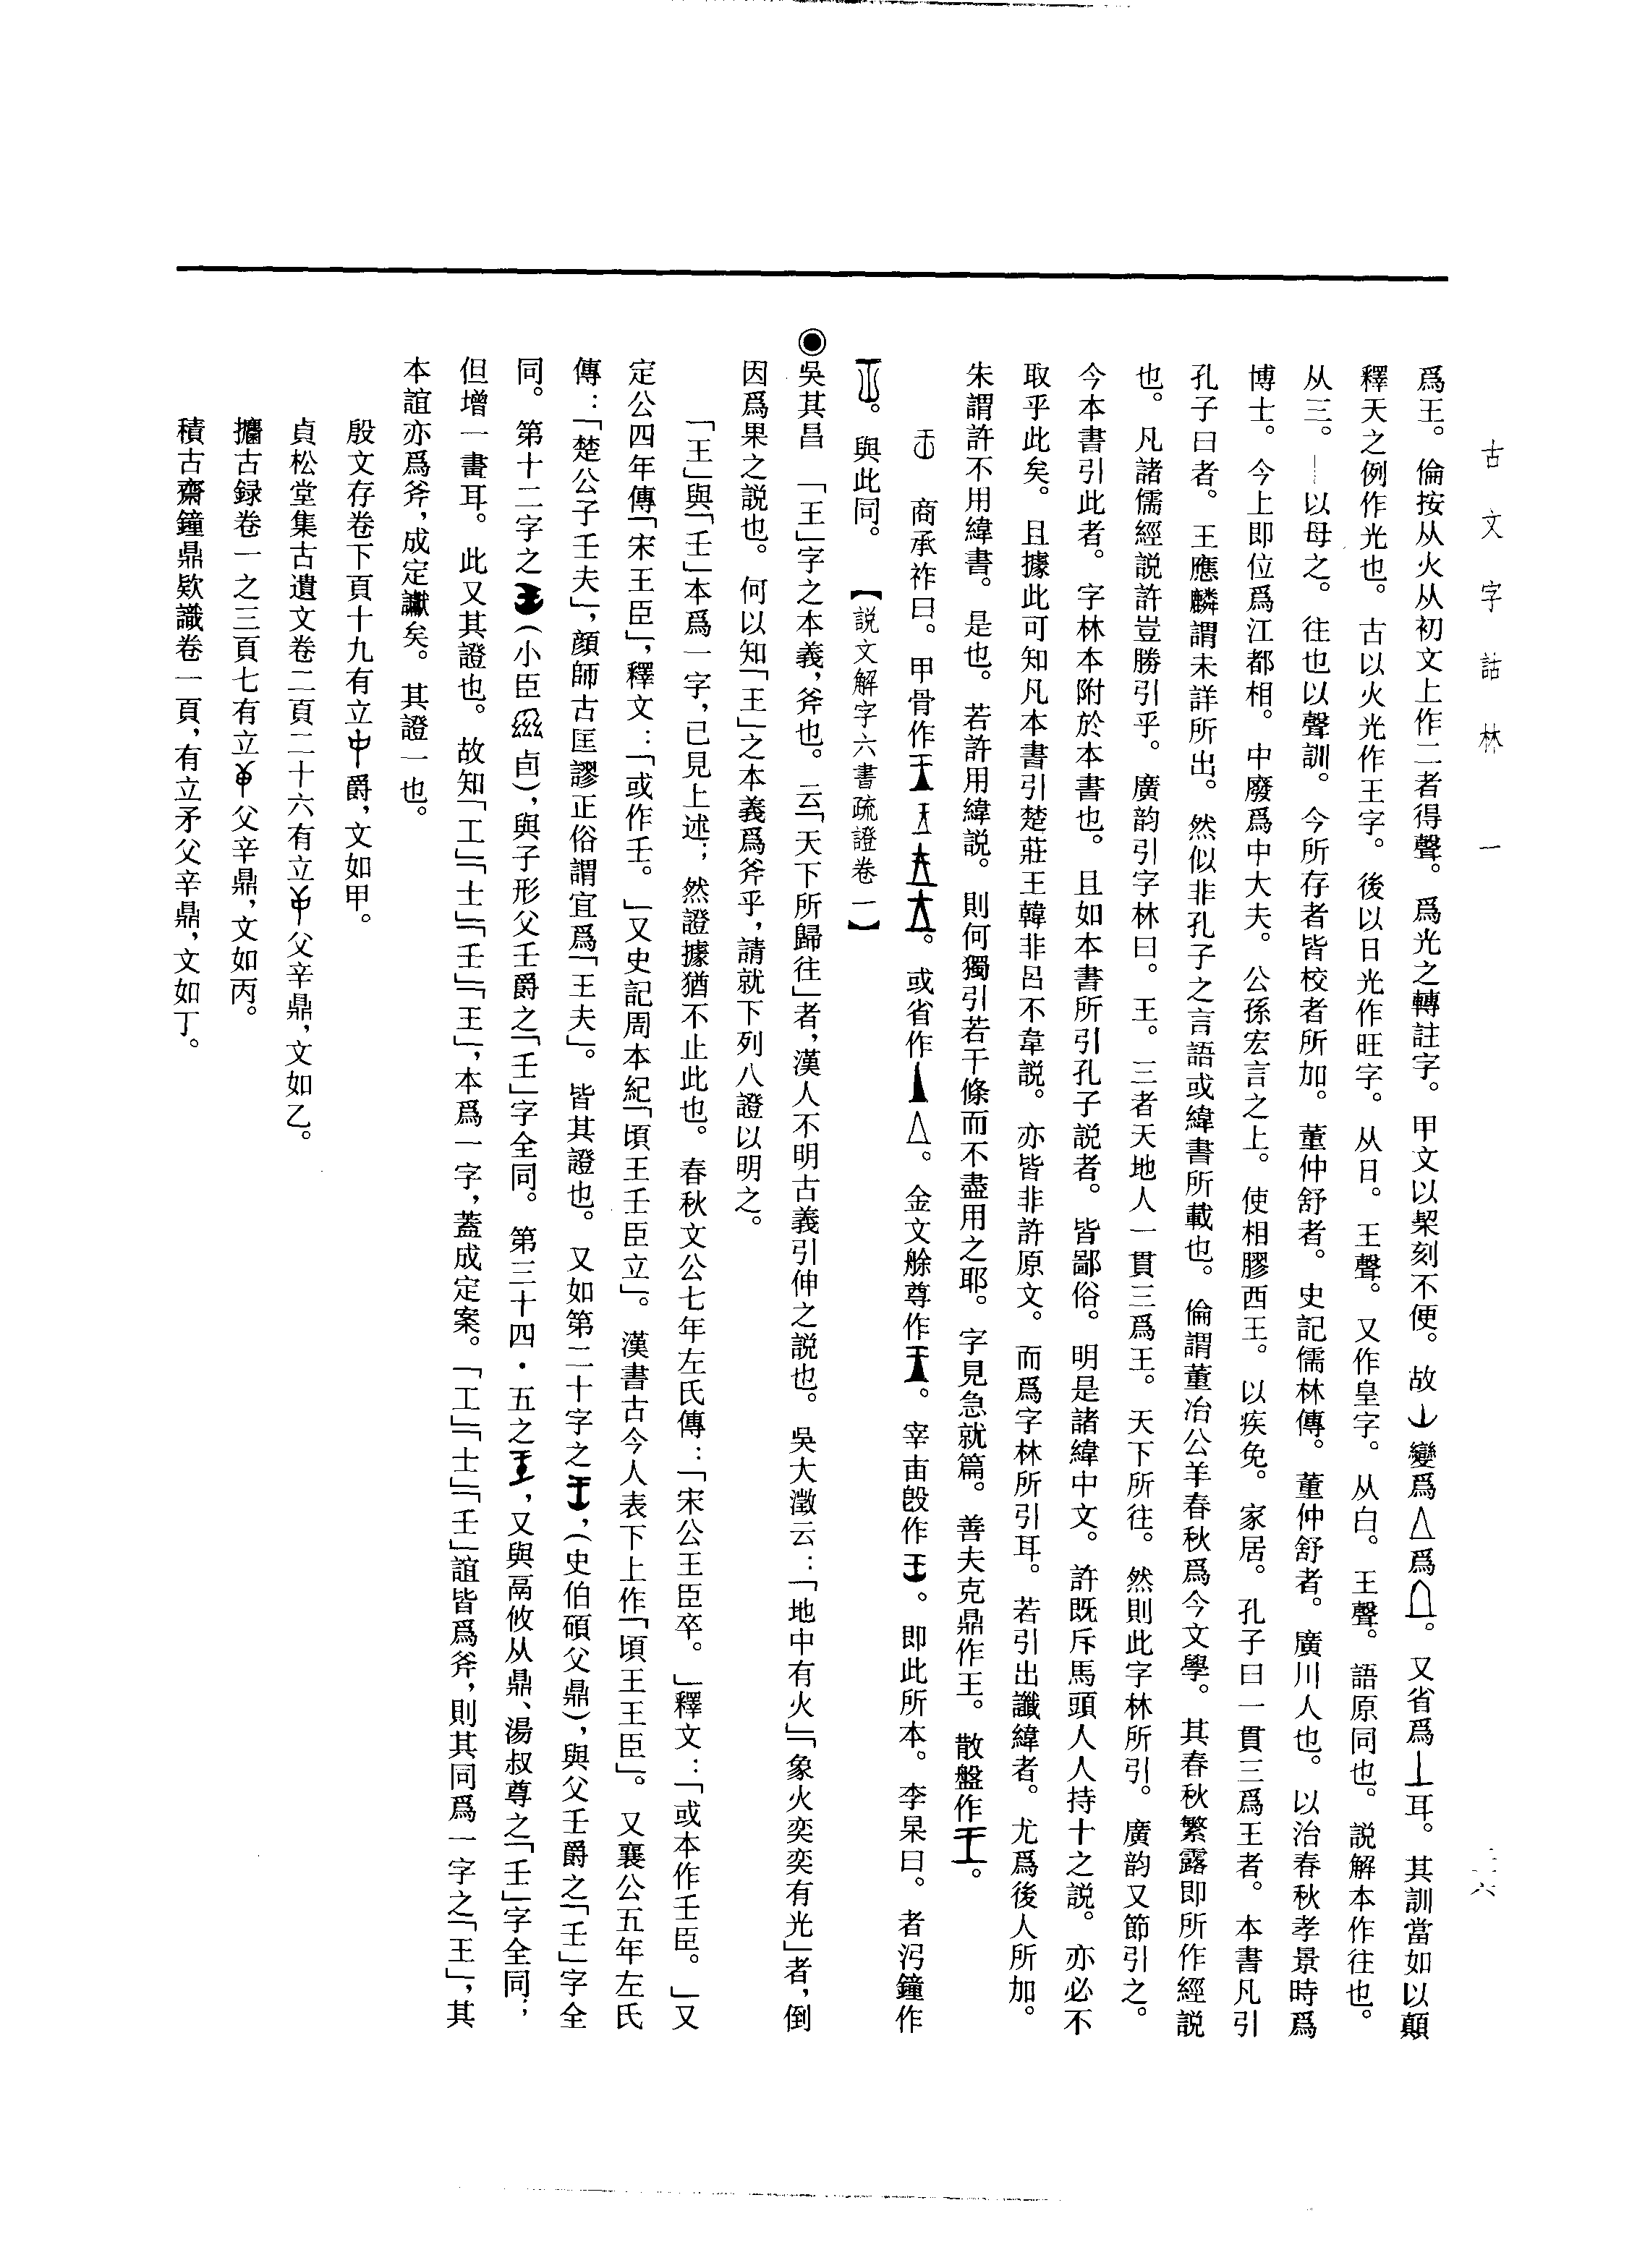 古文字詁林 一
二六
爲王。倫按从火从初文上作二者得聲。爲光之轉註字。甲文以栔刻不便。故變爲爲。又省爲耳。其訓當如以顛
釋天之例作光也。古以火光作王字。後以日光作旺字。从日。王聲。又作皇字。从白。王聲。語原同也。説解本作往也。
从三。丨以母之。往也以聲訓。今所存者皆校者所加。董仲舒者。史記儒林傳。董仲舒者。廣川人也。以治春秋孝景時爲
博士。今上即位爲江都相。中廢爲中大夫。公孫宏言之上。使相膠西王。以疾免。家居。孔子曰一貫三爲王者。本書凡引
孔子曰者。王應麟謂未詳所出。然似非孔子之言語或緯書所載也。倫謂董治公羊春秋爲今文學。其春秋繁露即所作經説
也。凡諸儒經説許豈勝引乎。廣韵引字林曰。王。三者天地人一貫三爲王。天下所往。然則此字林所引。廣韵又節引之。
今本書引此者。字林本附於本書也。且如本書所引孔子説者。皆鄙俗。明是諸緯中文。許既斥馬頭人人持十之説。亦必不
取乎此矣。且據此可知凡本書引楚莊王韓非呂不韋説。亦皆非許原文。而爲字林所引耳。若引出讖緯者。尤爲後人所加。
朱謂許不用緯書。是也。若許用緯説。則何獨引若干條而不盡用之耶。字見急就篇。善夫克鼎作王。散盤作。
商承祚曰。甲骨作。或省作。金文艅尊作。宰甶𣪘作。即此所本。李杲曰。者汈鐘作
。與此同。【説文解字六書疏證卷一】
◉吳其昌 「王」字之本義,斧也。云「天下所歸往」者,漢人不明古義引伸之説也。吳大澂云:「地中有火」「象火奕奕有光」者,倒
因爲果之説也。何以知「王」之本義爲斧乎,請就下列八證以明之。
「王」與「壬」本爲一字,已見上述;然證據猶不止此也。春秋文公七年左氏傳:「宋公王臣卒。」釋文:「或本作壬臣。」又
定公四年傳「宋王臣」,釋文:「或作壬。」又史記周本紀「頃王壬臣立」。漢書古今人表下上作「頃王王臣」。又襄公五年左氏
傳:「楚公子壬夫」,顔師古匡謬正俗謂宜爲「王夫」。皆其證也。又如第二十字之,(史伯碩父鼎),與父壬爵之「壬」字全
同。第十二字之(小臣卣),與子形父壬爵之「壬」字全同。第三十四・五之,又與鬲攸从鼎、湯叔尊之「壬」字全同;
但增一畫耳。此又其證也。故知「工」「士」「壬」「王」,本爲一字,蓋成定案。「工」「士」「壬」誼皆爲斧,則其同爲一字之「王」,其
本誼亦爲斧,成定讞矣。其證一也。
殷文存卷下頁十九有立爵,文如甲。
貞松堂集古遺文卷二頁二十六有立父辛鼎,文如乙。
攟古録卷一之三頁七有立父辛鼎,文如丙。
積古齋鐘鼎欵識卷一頁,有立矛父辛鼎,文如丁。